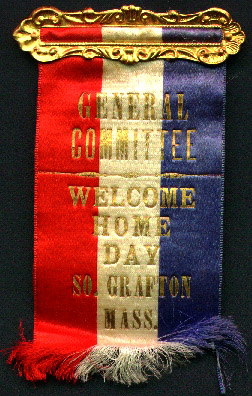 GENERAL
COMMITTEE
WELCOME
HOME
DAY
SO. GRAFTON
MASS.